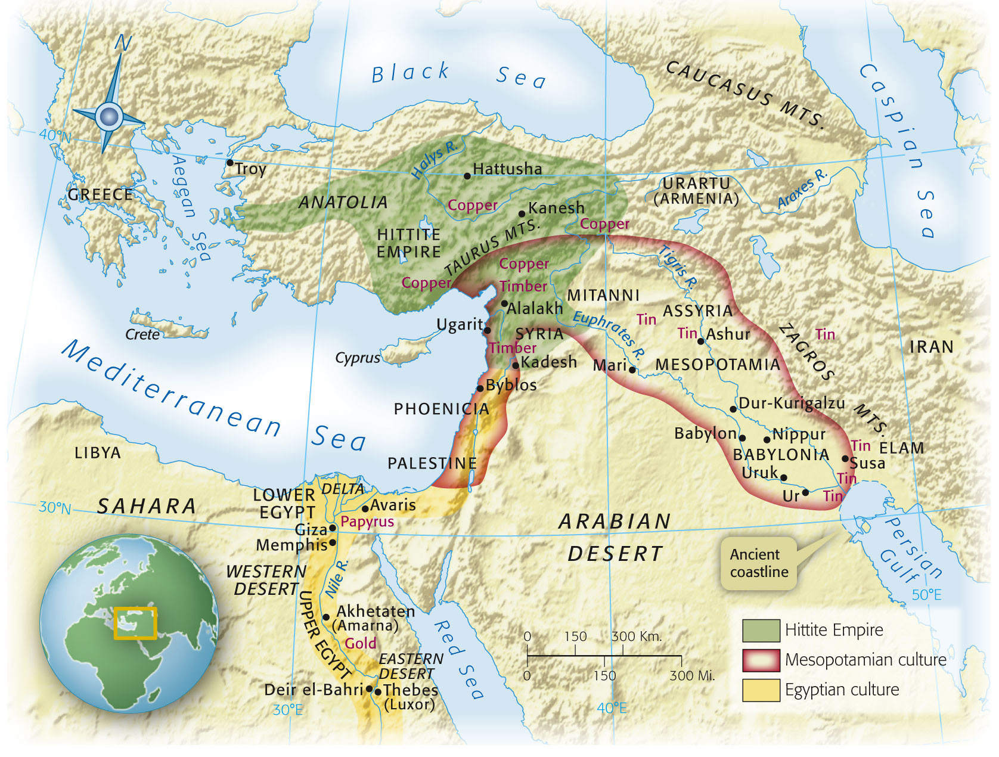 N
Black Sea
CAUCASUS MTS.
Caspian Sea
40°N
Aegean Sea
Troy
GREECE
Halys R.
Hattusha
ANATOLIA
Copper
Kanesh
Copper
URARTU
(ARMENIA)
Araxes R.
HITTITE
EMPIRE
TAURUS MTS.
Copper
Copper
Timber
Tigris R.
MITANNI
Alalakh
ASSYRIA
Euphrates R.
Tin
Tin
Ashur
Tin
ZAGROS MTS.
IRAN
Crete
Ugarit
SYRIA
Timber
Cyprus
Kadesh
Mari
MESOPOTAMIA
Mediterranean Sea
Byblos
PHOENICIA
Dur-Kurigalzu
Babylon
Nippur
BABYLONIA
Tin
ELAM
Susa
Uruk
Tin
Ur
Tin
LIBYA
PALESTINE
LOWER
EGYPT
DELTA
30°N
SAHARA
Avaris
Papyrus
Giza
Memphis
ARABIAN
DESERT
Ancient
coastline
Persian
Gulf
50°E
WESTERN
DESERT
Nile R.
UPPER EGYPT
Akhetaten
(Amarna)
Gold
EASTERN
DESERT
Red Sea
Deir el-Bahri
Thebes
(Luxor)
30°E
40°E
0 150 300 Km.
0 150 300 Mi.
Hittite Empire
Mesopotamian culture
Egyptian culture